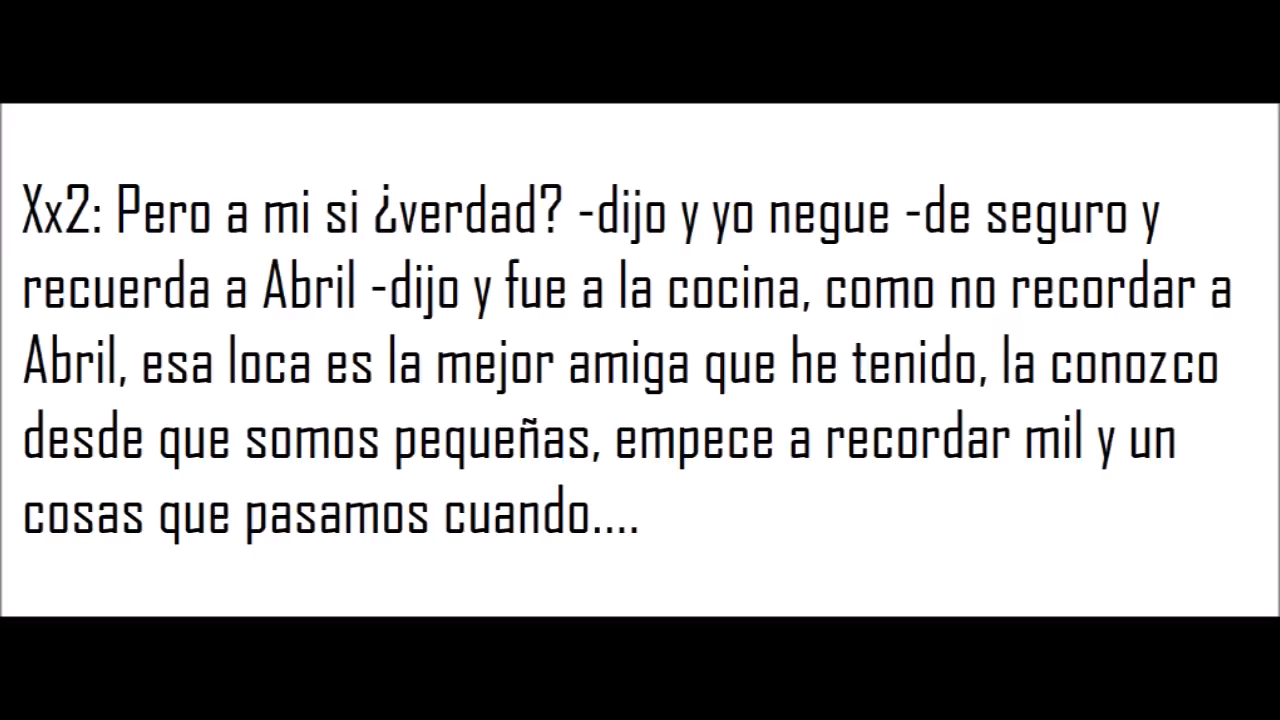 Xx2: Pero a mi si ¿verdad? -dijo y yo negue -de seguro y
recuerda a Abril -dijo y fue a la cocina, como no recordar a
Abril, esa loca es la mejor amiga que he tenido, la conozco
desde que somos pequeñas, empece a recordar mil y un
cosas que pasamos cuando....